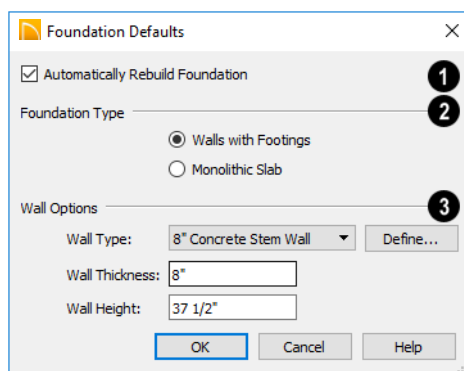 Foundation Defaults
Automatically Rebuild Foundation 1
Foundation Type 2
Walls with Footings
Monolithic Slab
Wall Options 3
Wall Type: 8" Concrete Stem Wall Define...
Wall Thickness: 8"
Wall Height: 37 1/2"
OK Cancel Help